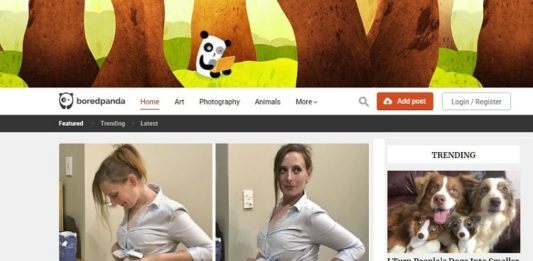 boredpanda
Home Art Photography Animals More
Add post
Login / Register
Featured Trending Latest
TRENDING
I Turn People's Dogs Into Smaller